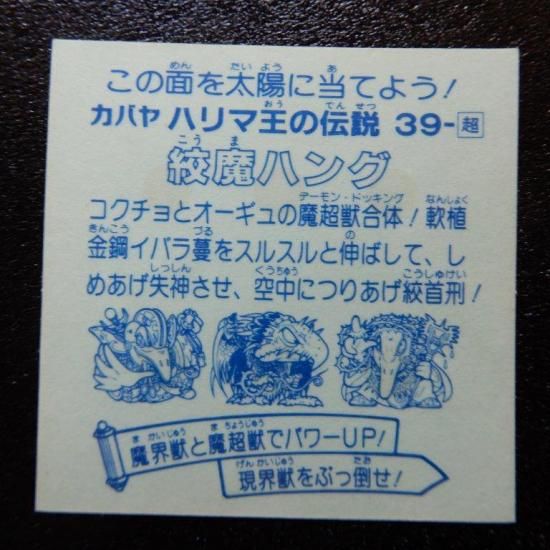 この面を太陽に当てよう!
カバヤ ハリマ王の伝説 39-超
絞魔ハング
コクチョとオーギュの魔超獣合体!軟植
金鋼イバラ蔓をスルスルと伸ばして、し
めあげ失神させ、空中につりあげ絞首刑!
魔界獣と魔超獣でパワーUP!
現界獣をぶっ倒せ!